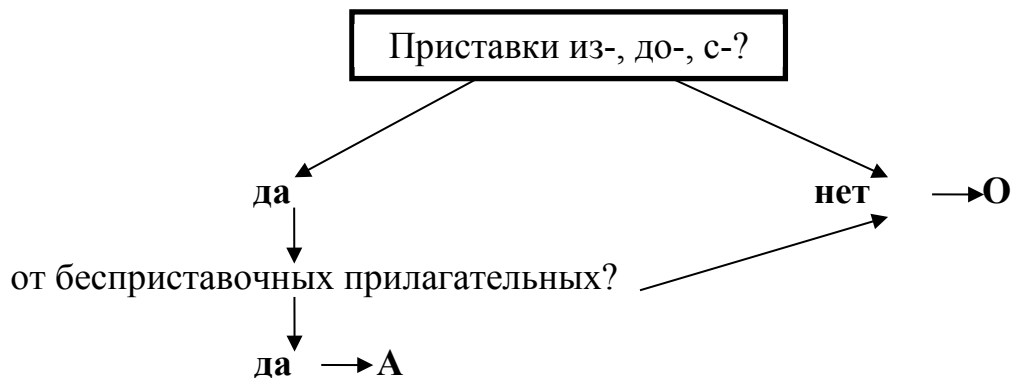 Приставки из-, до-, с-?
да
нет
О
от бесприставочных прилагательных?
да
А